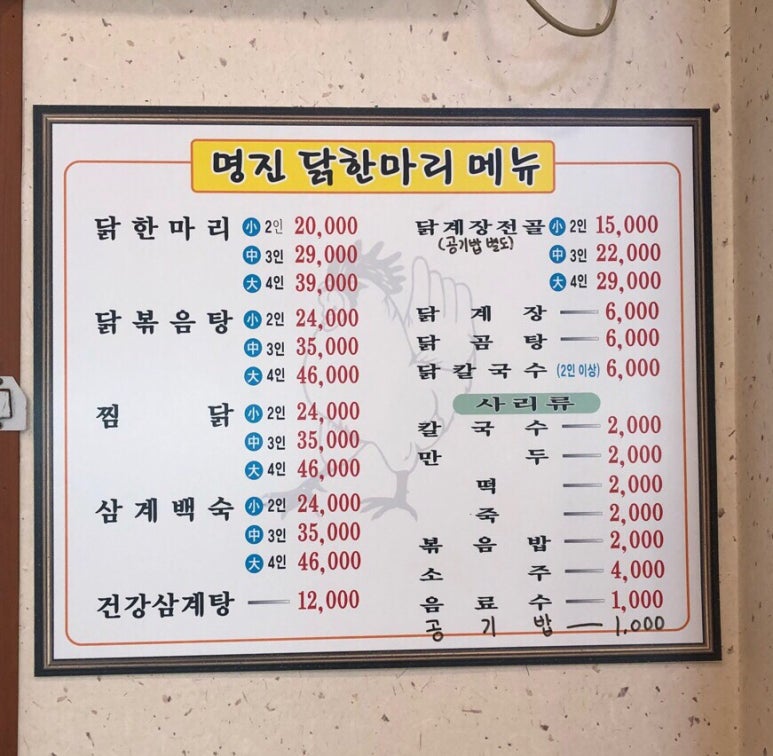 명진 닭한마리 메뉴
닭한마리 小 2인 20,000
中 3인 29,000
大 4인 39,000
닭볶음탕 小 2인 24,000
中 3인 35,000
大 4인 46,000
찜닭 小 2인 24,000
中 3인 35,000
大 4인 46,000
삼계백숙 小 2인 24,000
中 3인 35,000
大 4인 46,000
건강삼계탕 12,000
닭계장전골 小 2인 15,000
(공기밥 별도) 中 3인 22,000
大 4인 29,000
닭계장 6,000
닭곰탕 6,000
닭칼국수 (2인 이상) 6,000
사리류
칼국수 2,000
만두 2,000
떡 2,000
죽 2,000
볶음밥 2,000
소주 4,000
음료수 1,000
공기밥 1,000